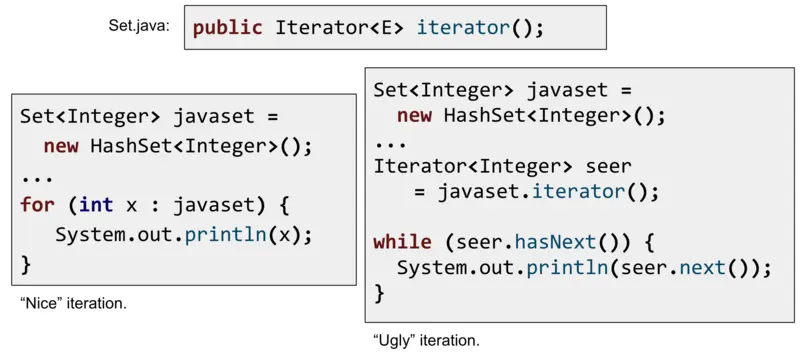 Set.java:
public Iterator<E> iterator();
Set<Integer> javaset =
  new HashSet<Integer>();
...
for (int x : javaset) {
   System.out.println(x);
}
“Nice” iteration.
Set<Integer> javaset =
  new HashSet<Integer>();
...
Iterator<Integer> seer
   = javaset.iterator();

while (seer.hasNext()) {
  System.out.println(seer.next());
}
“Ugly” iteration.